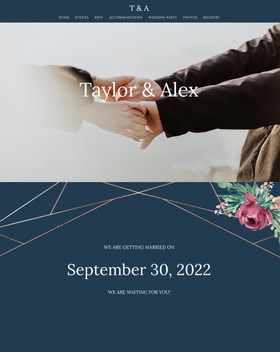 T & A
HOME EVENTS RSVP ACCOMMODATIONS WEDDING PARTY PHOTOS REGISTRY
Taylor & Alex
WE ARE GETTING MARRIED ON
September 30, 2022
WE ARE WAITING FOR YOU!